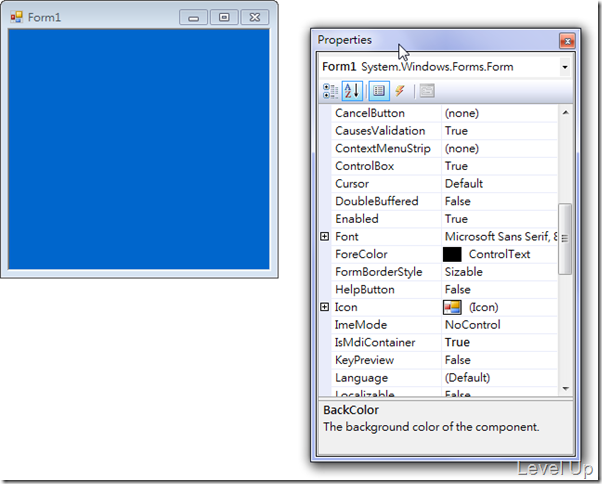 Form1
Properties
Form1 System.Windows.Forms.Form
CancelButton (none)
CausesValidation True
ContextMenuStrip (none)
ControlBox True
Cursor Default
DoubleBuffered False
Enabled True
Font Microsoft Sans Serif, 8
ForeColor ControlText
FormBorderStyle Sizable
HelpButton False
Icon (Icon)
ImeMode NoControl
IsMdiContainer True
KeyPreview False
Language (Default)
Localizable False
BackColor
The background color of the component.
Level Up